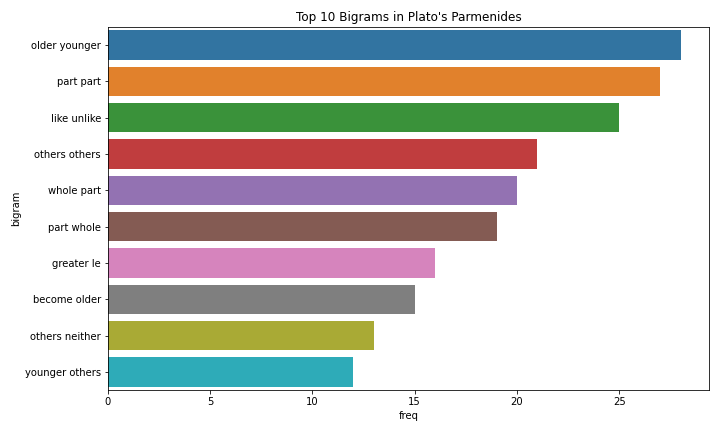 Top 10 Bigrams in Plato's Parmenides
older younger
part part
like unlike
others others
whole part
part whole
greater le
become older
others neither
younger others
bigram
0 5 10 15 20 25
freq